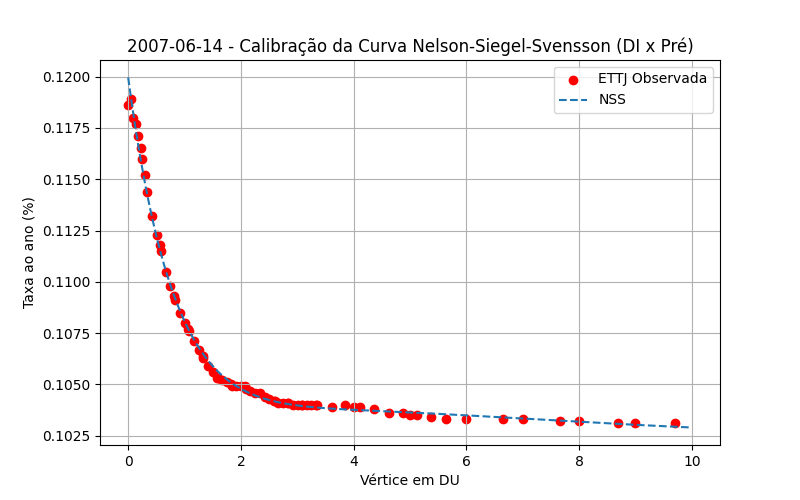 2007-06-14 - Calibração da Curva Nelson-Siegel-Svensson (DI x Pré)
ETTJ Observada
NSS
Taxa ao ano (%)
0.1200
0.1175
0.1150
0.1125
0.1100
0.1075
0.1050
0.1025
0 2 4 6 8 10
Vértice em DU